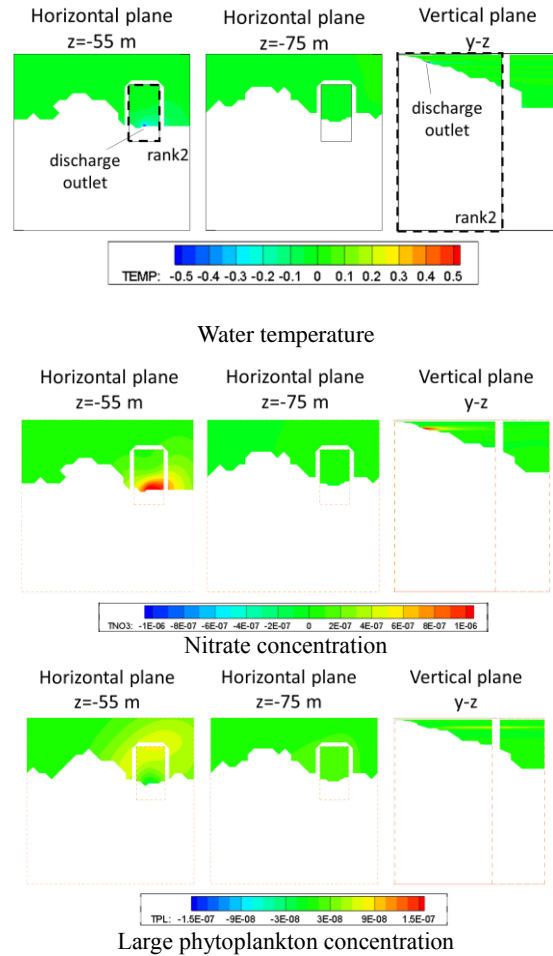 Horizontal plane Horizontal plane Vertical plane
z=-55 m z=-75 m y-z
discharge outlet rank2
discharge outlet
rank2
TEMP: -0.5 -0.4 -0.3 -0.2 -0.1 0 0.1 0.2 0.3 0.4 0.5
Water temperature
Horizontal plane Horizontal plane Vertical plane
z=-55 m z=-75 m y-z
TNO3: -1E-06 -8E-07 -6E-07 -4E-07 -2E-07 0 2E-07 4E-07 6E-07 8E-07 1E-06
Nitrate concentration
Horizontal plane Horizontal plane Vertical plane
z=-55 m z=-75 m y-z
TPL: -1.5E-07 -9E-08 -3E-08 3E-08 9E-08 1.5E-07
Large phytoplankton concentration